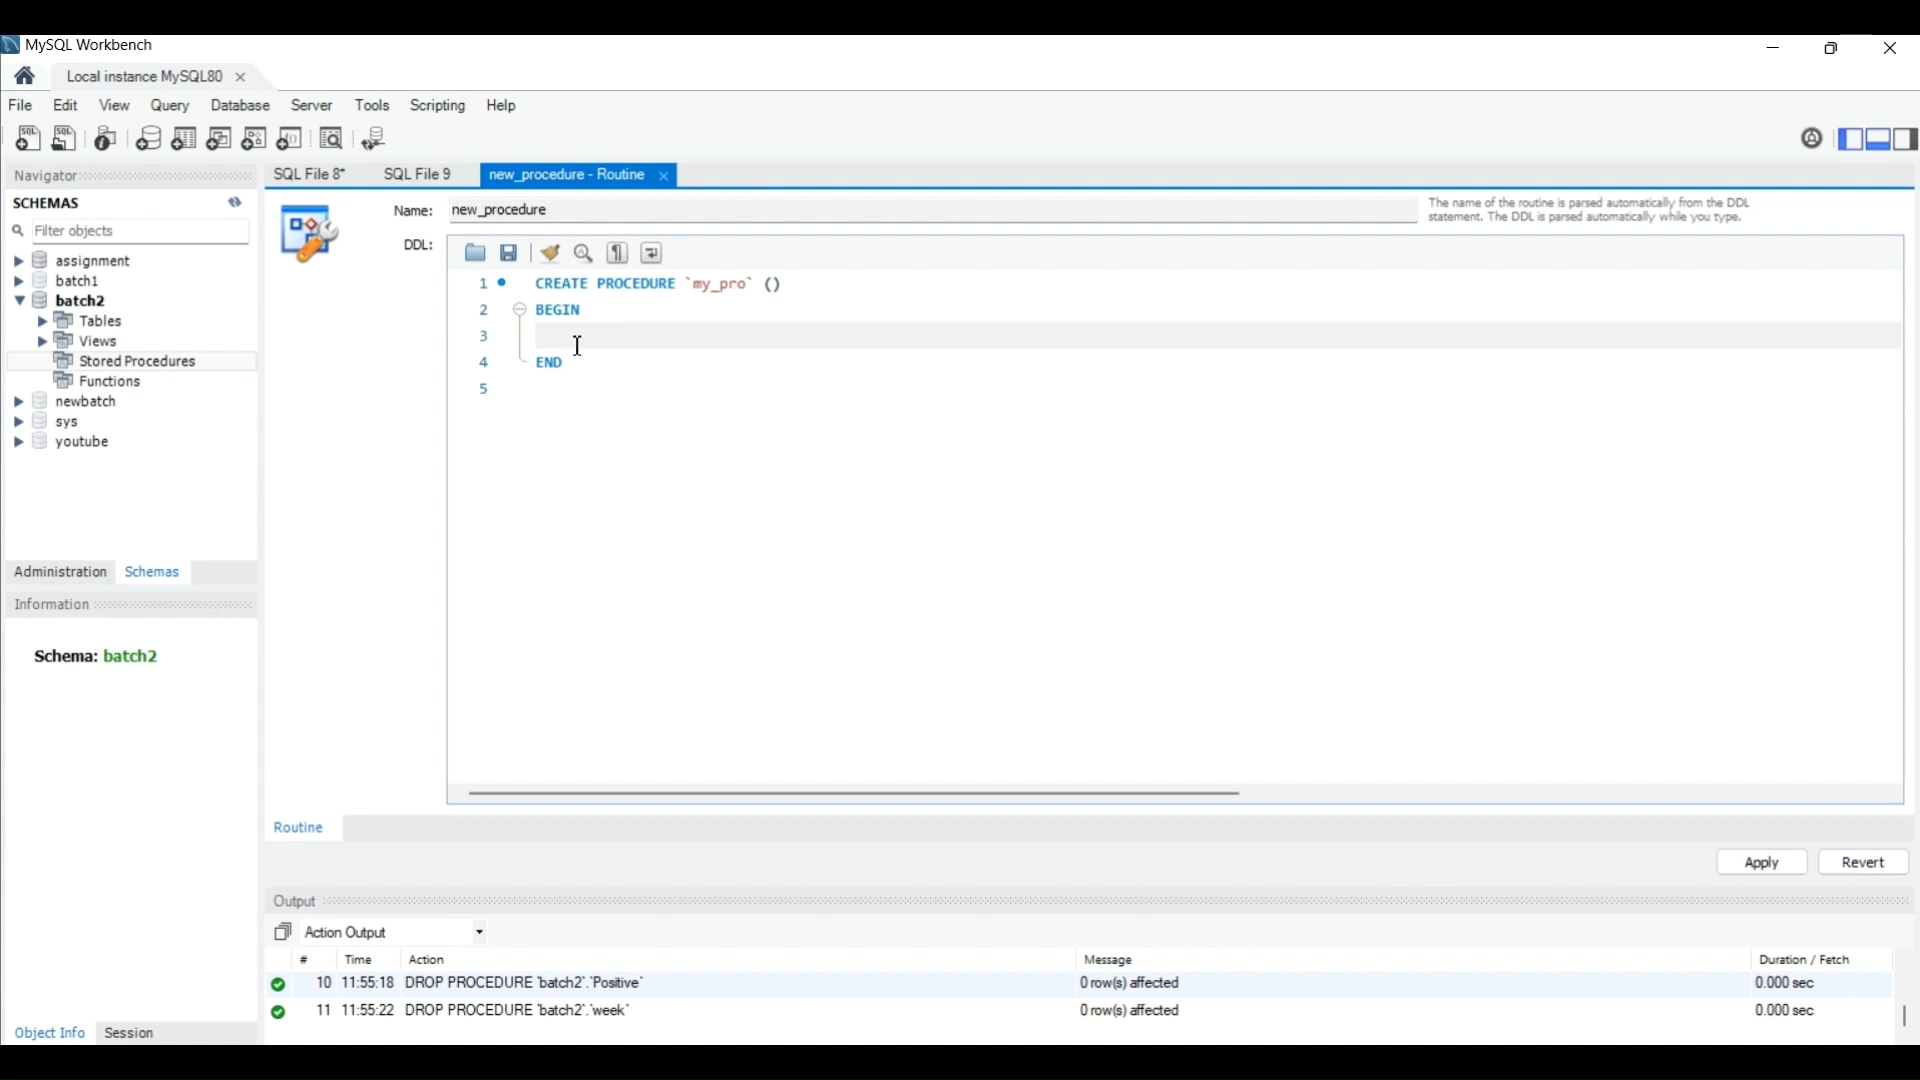 MySQL Workbench
Local instance MySQL80
File Edit View Query Database Server Tools Scripting Help
Navigator
SCHEMAS
Filter objects
assignment
batch1
batch2
Tables
Views
Stored Procedures
Functions
newbatch
sys
youtube
Administration Schemas
Information
Schema: batch2
Object Info Session
SQL File 8* SQL File 9 new_procedure - Routine
Name: new_procedure
The name of the routine is parsed automatically from the DDL
statement. The DDL is parsed automatically while you type.
DDL:
1 CREATE PROCEDURE `my_pro` ()
2 BEGIN
3
4 END
5
Routine
Apply Revert
Output
Action Output
# Time Action Message Duration / Fetch
10 11:55:18 DROP PROCEDURE `batch2`.`Positive` 0 row(s) affected 0.000 sec
11 11:55:22 DROP PROCEDURE `batch2`.`week` 0 row(s) affected 0.000 sec